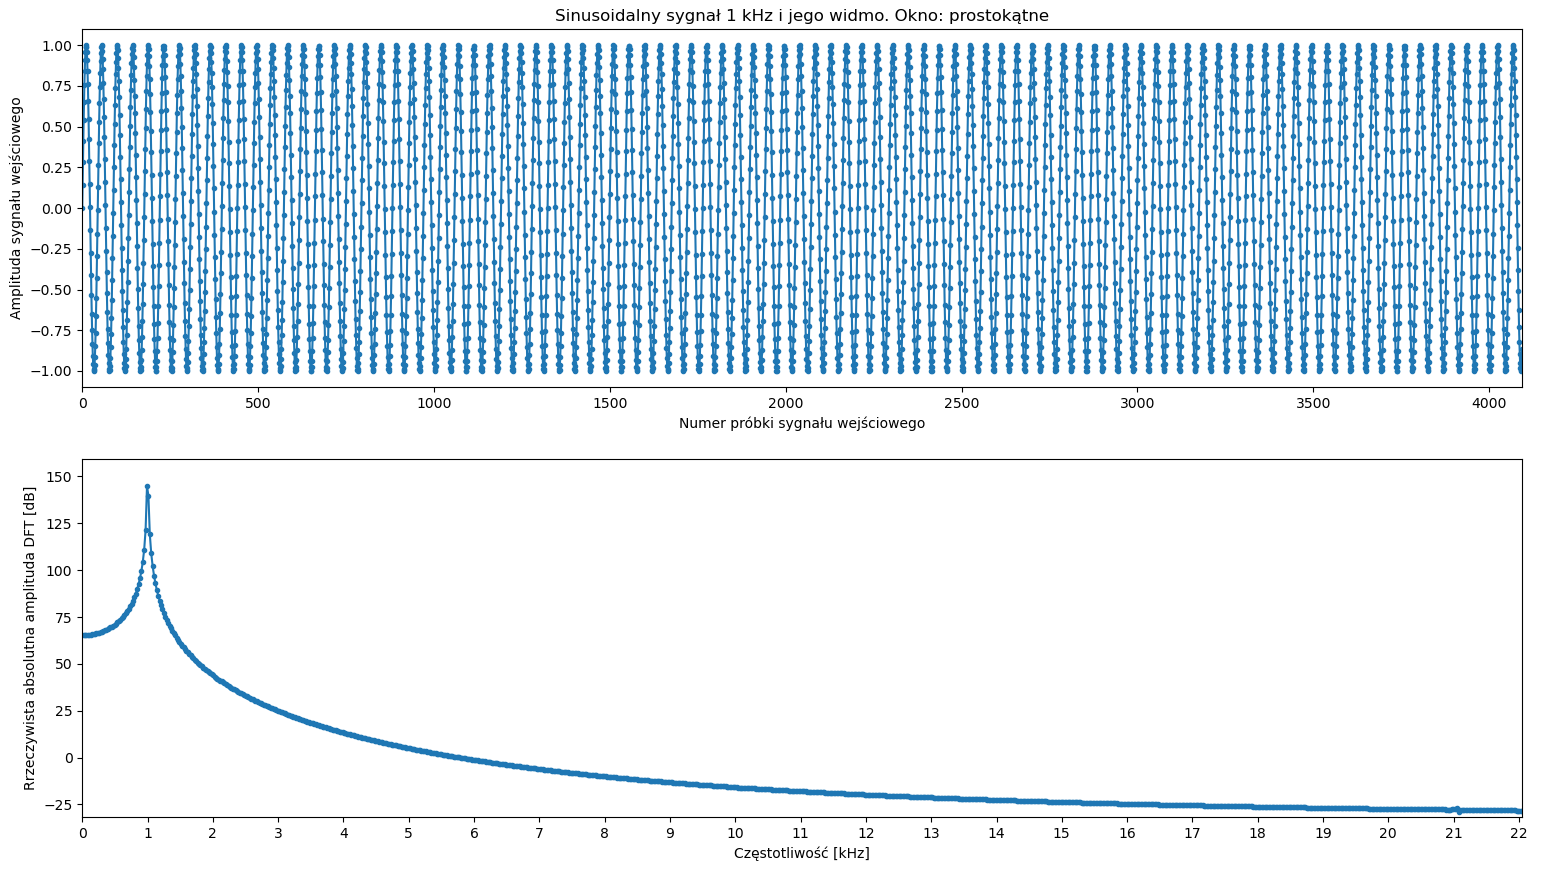 Sinusoidalny sygnał 1 kHz i jego widmo. Okno: prostokątne
Amplituda sygnału wejściowego
1.00
0.75
0.50
0.25
0.00
−0.25
−0.50
−0.75
−1.00
0 500 1000 1500 2000 2500 3000 3500 4000
Numer próbki sygnału wejściowego
Rrzeczywista absolutna amplituda DFT [dB]
150
125
100
75
50
25
0
−25
0 1 2 3 4 5 6 7 8 9 10 11 12 13 14 15 16 17 18 19 20 21 22
Częstotliwość [kHz]